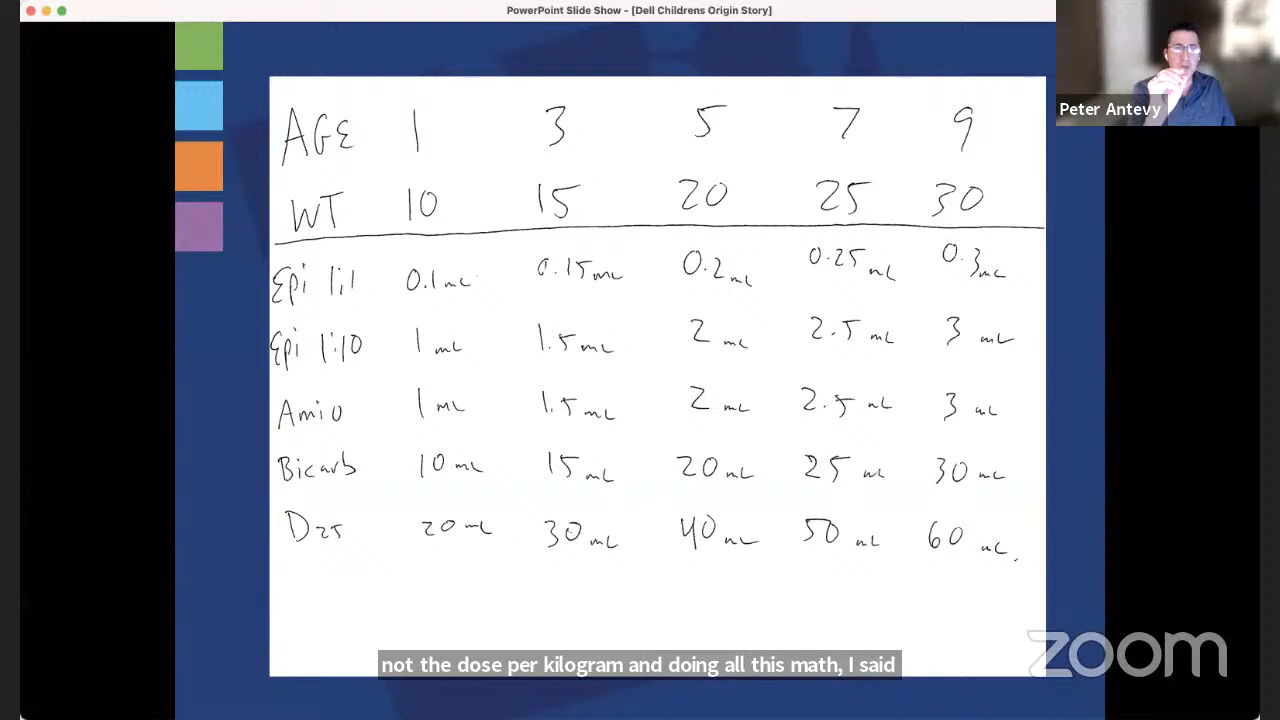 PowerPoint Slide Show - [Dell Childrens Origin Story]
Peter Antevy
AGE 1 3 5 7 9
WT 10 15 20 25 30
Epi 1:1 0.1 mL 0.15 mL 0.2 mL 0.25 mL 0.3 mL
Epi 1:10 1 mL 1.5 mL 2 mL 2.5 mL 3 mL
Amio 1 mL 1.5 mL 2 mL 2.5 mL 3 mL
Bicarb 10 mL 15 mL 20 mL 25 mL 30 mL
D25 20 mL 30 mL 40 mL 50 mL 60 mL.
not the dose per kilogram and doing all this math, I said
zoom